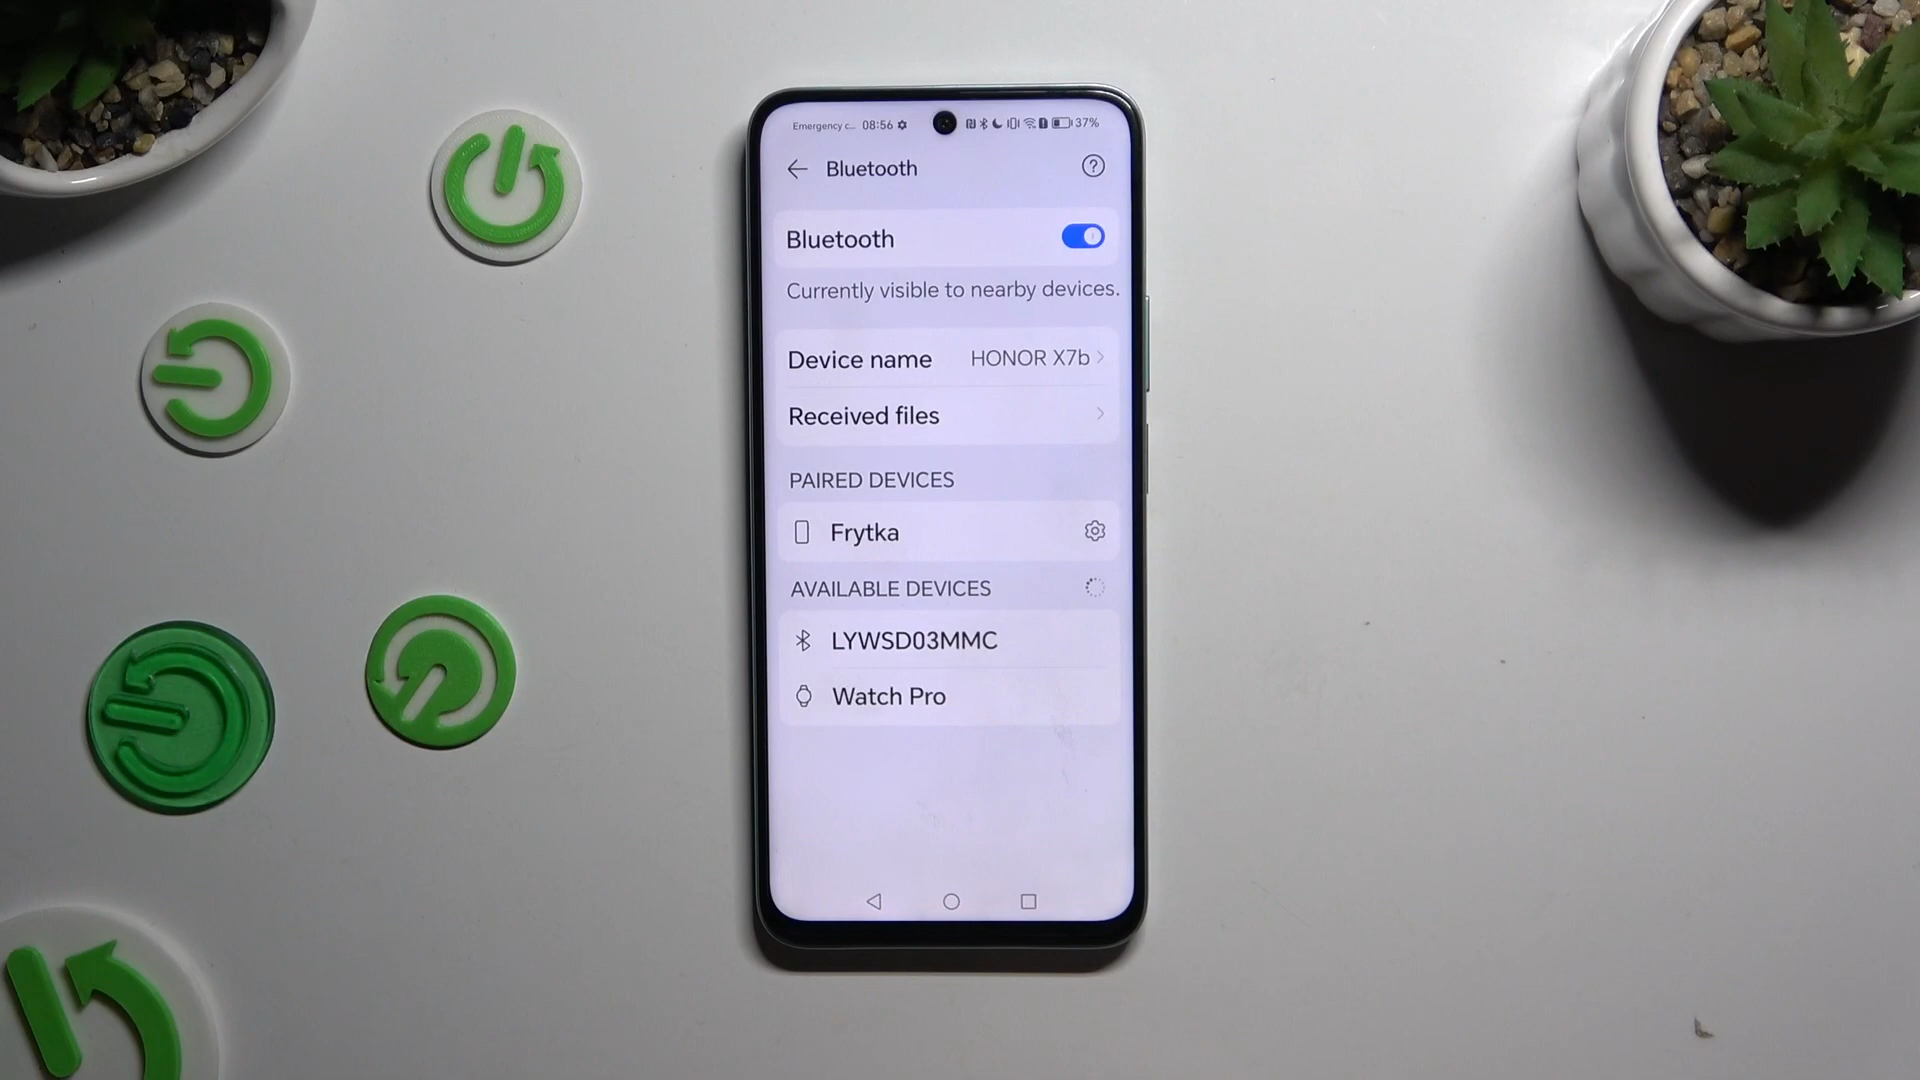 Emergency c... 08:56 37%
Bluetooth
Bluetooth
Currently visible to nearby devices.
Device name HONOR X7b
Received files
PAIRED DEVICES
Frytka
AVAILABLE DEVICES
LYWSD03MMC
Watch Pro